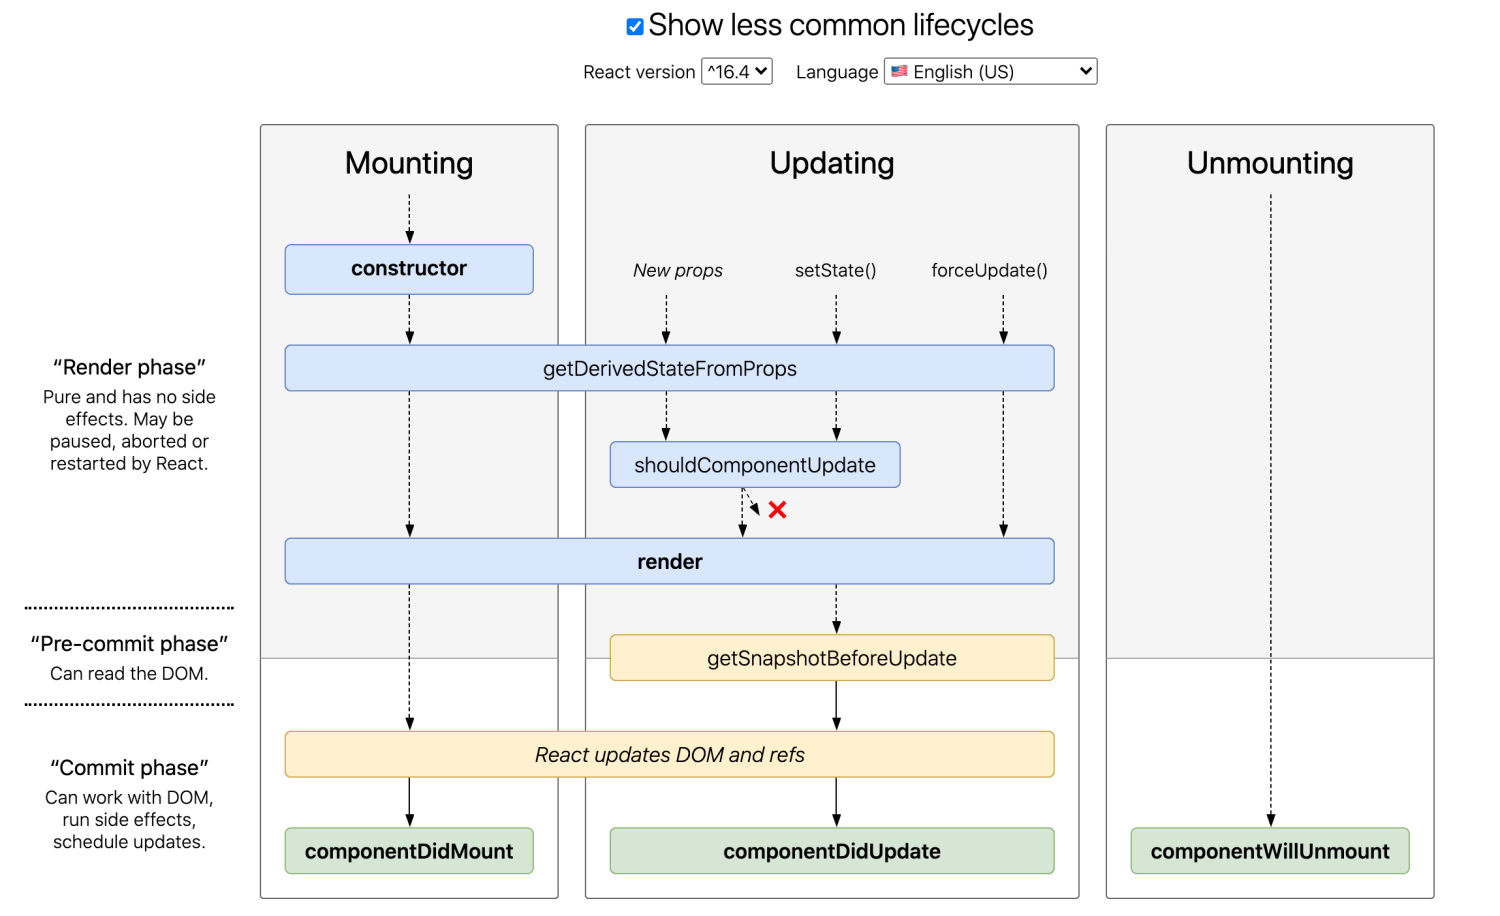 Show less common lifecycles
React version ^16.4 Language 🇺🇸 English (US)
Mounting
Updating
Unmounting
constructor
New props
setState()
forceUpdate()
“Render phase”
Pure and has no side
effects. May be
paused, aborted or
restarted by React.
getDerivedStateFromProps
shouldComponentUpdate
render
“Pre-commit phase”
Can read the DOM.
getSnapshotBeforeUpdate
“Commit phase”
Can work with DOM,
run side effects,
schedule updates.
React updates DOM and refs
componentDidMount
componentDidUpdate
componentWillUnmount